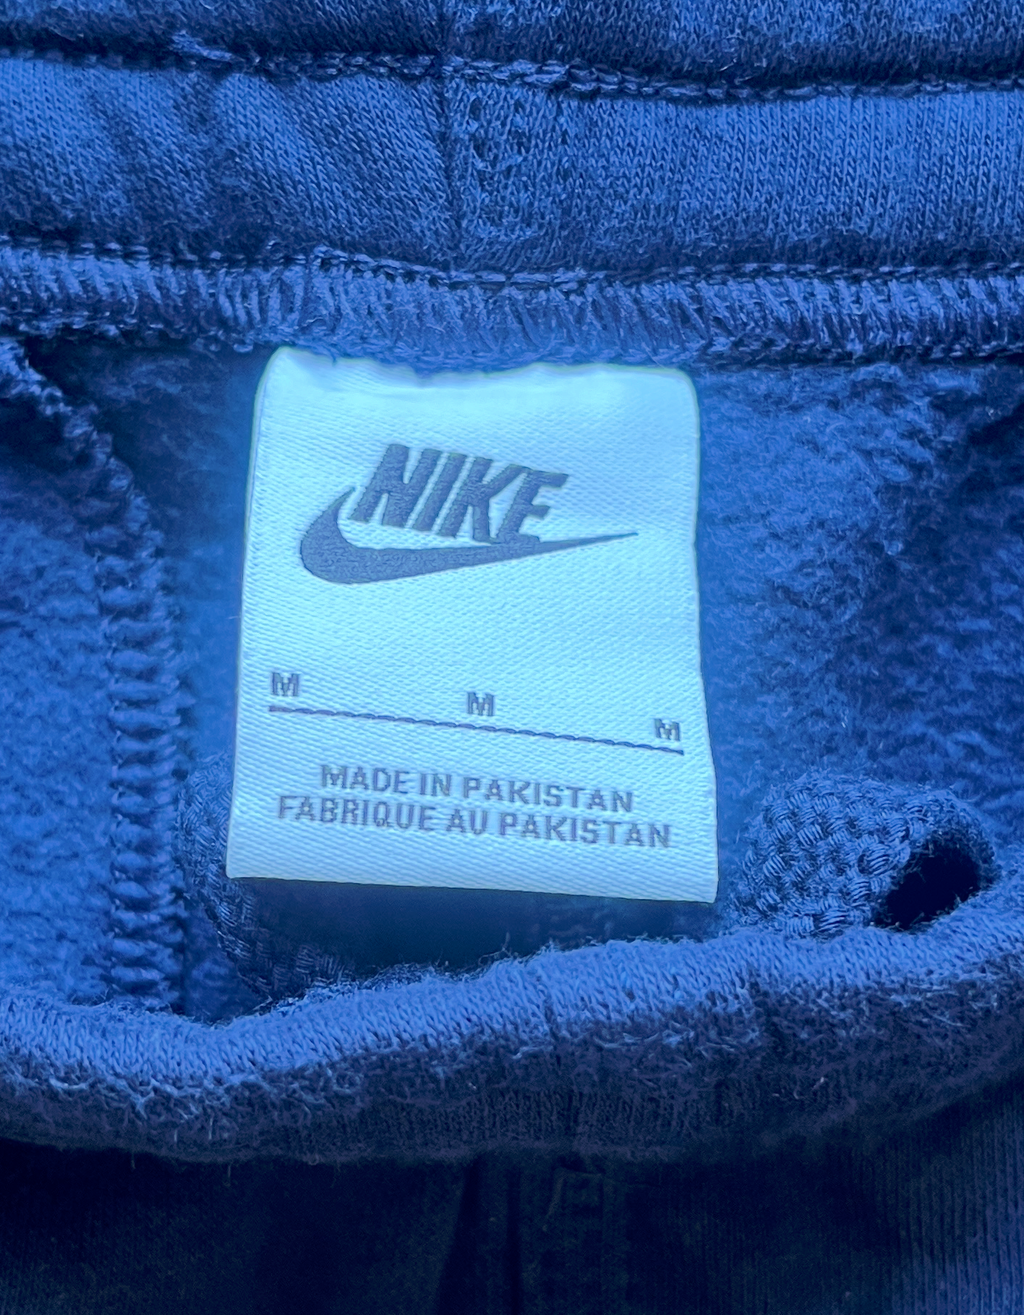 NIKE
M M M
MADE IN PAKISTAN
FABRIQUE AU PAKISTAN